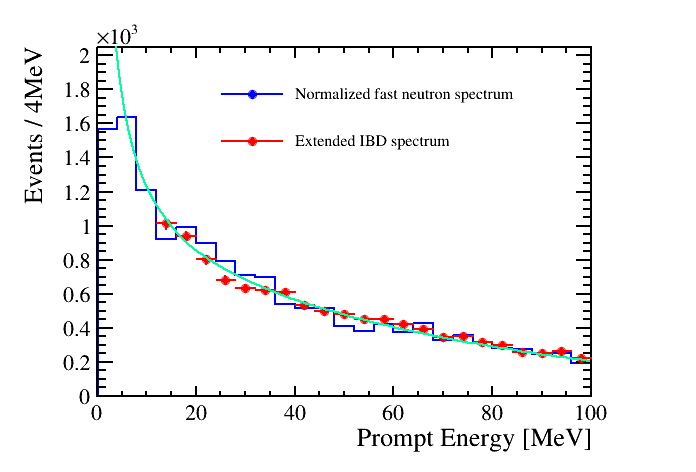 ×10³
Events / 4MeV
2
1.8
1.6
1.4
1.2
1
0.8
0.6
0.4
0.2
0
Normalized fast neutron spectrum
Extended IBD spectrum
0 20 40 60 80 100
Prompt Energy [MeV]